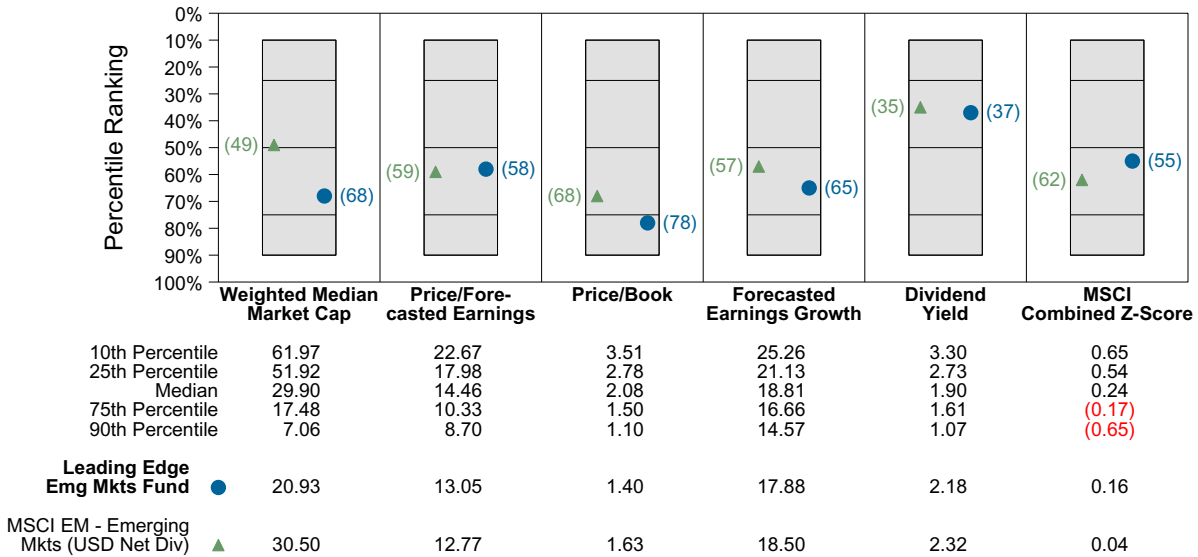 Percentile Ranking
0%
10%
20%
30%
40%
50%
60%
70%
80%
90%
100%
(49) (68) (59) (58) (68) (78) (57) (65) (35) (37) (62) (55)
Weighted Median Market Cap
Price/Fore-casted Earnings
Price/Book
Forecasted Earnings Growth
Dividend Yield
MSCI Combined Z-Score
10th Percentile 61.97 22.67 3.51 25.26 3.30 0.65
25th Percentile 51.92 17.98 2.78 21.13 2.73 0.54
Median 29.90 14.46 2.08 18.81 1.90 0.24
75th Percentile 17.48 10.33 1.50 16.66 1.61 (0.17)
90th Percentile 7.06 8.70 1.10 14.57 1.07 (0.65)
Leading Edge
Emg Mkts Fund 20.93 13.05 1.40 17.88 2.18 0.16
MSCI EM - Emerging
Mkts (USD Net Div) 30.50 12.77 1.63 18.50 2.32 0.04